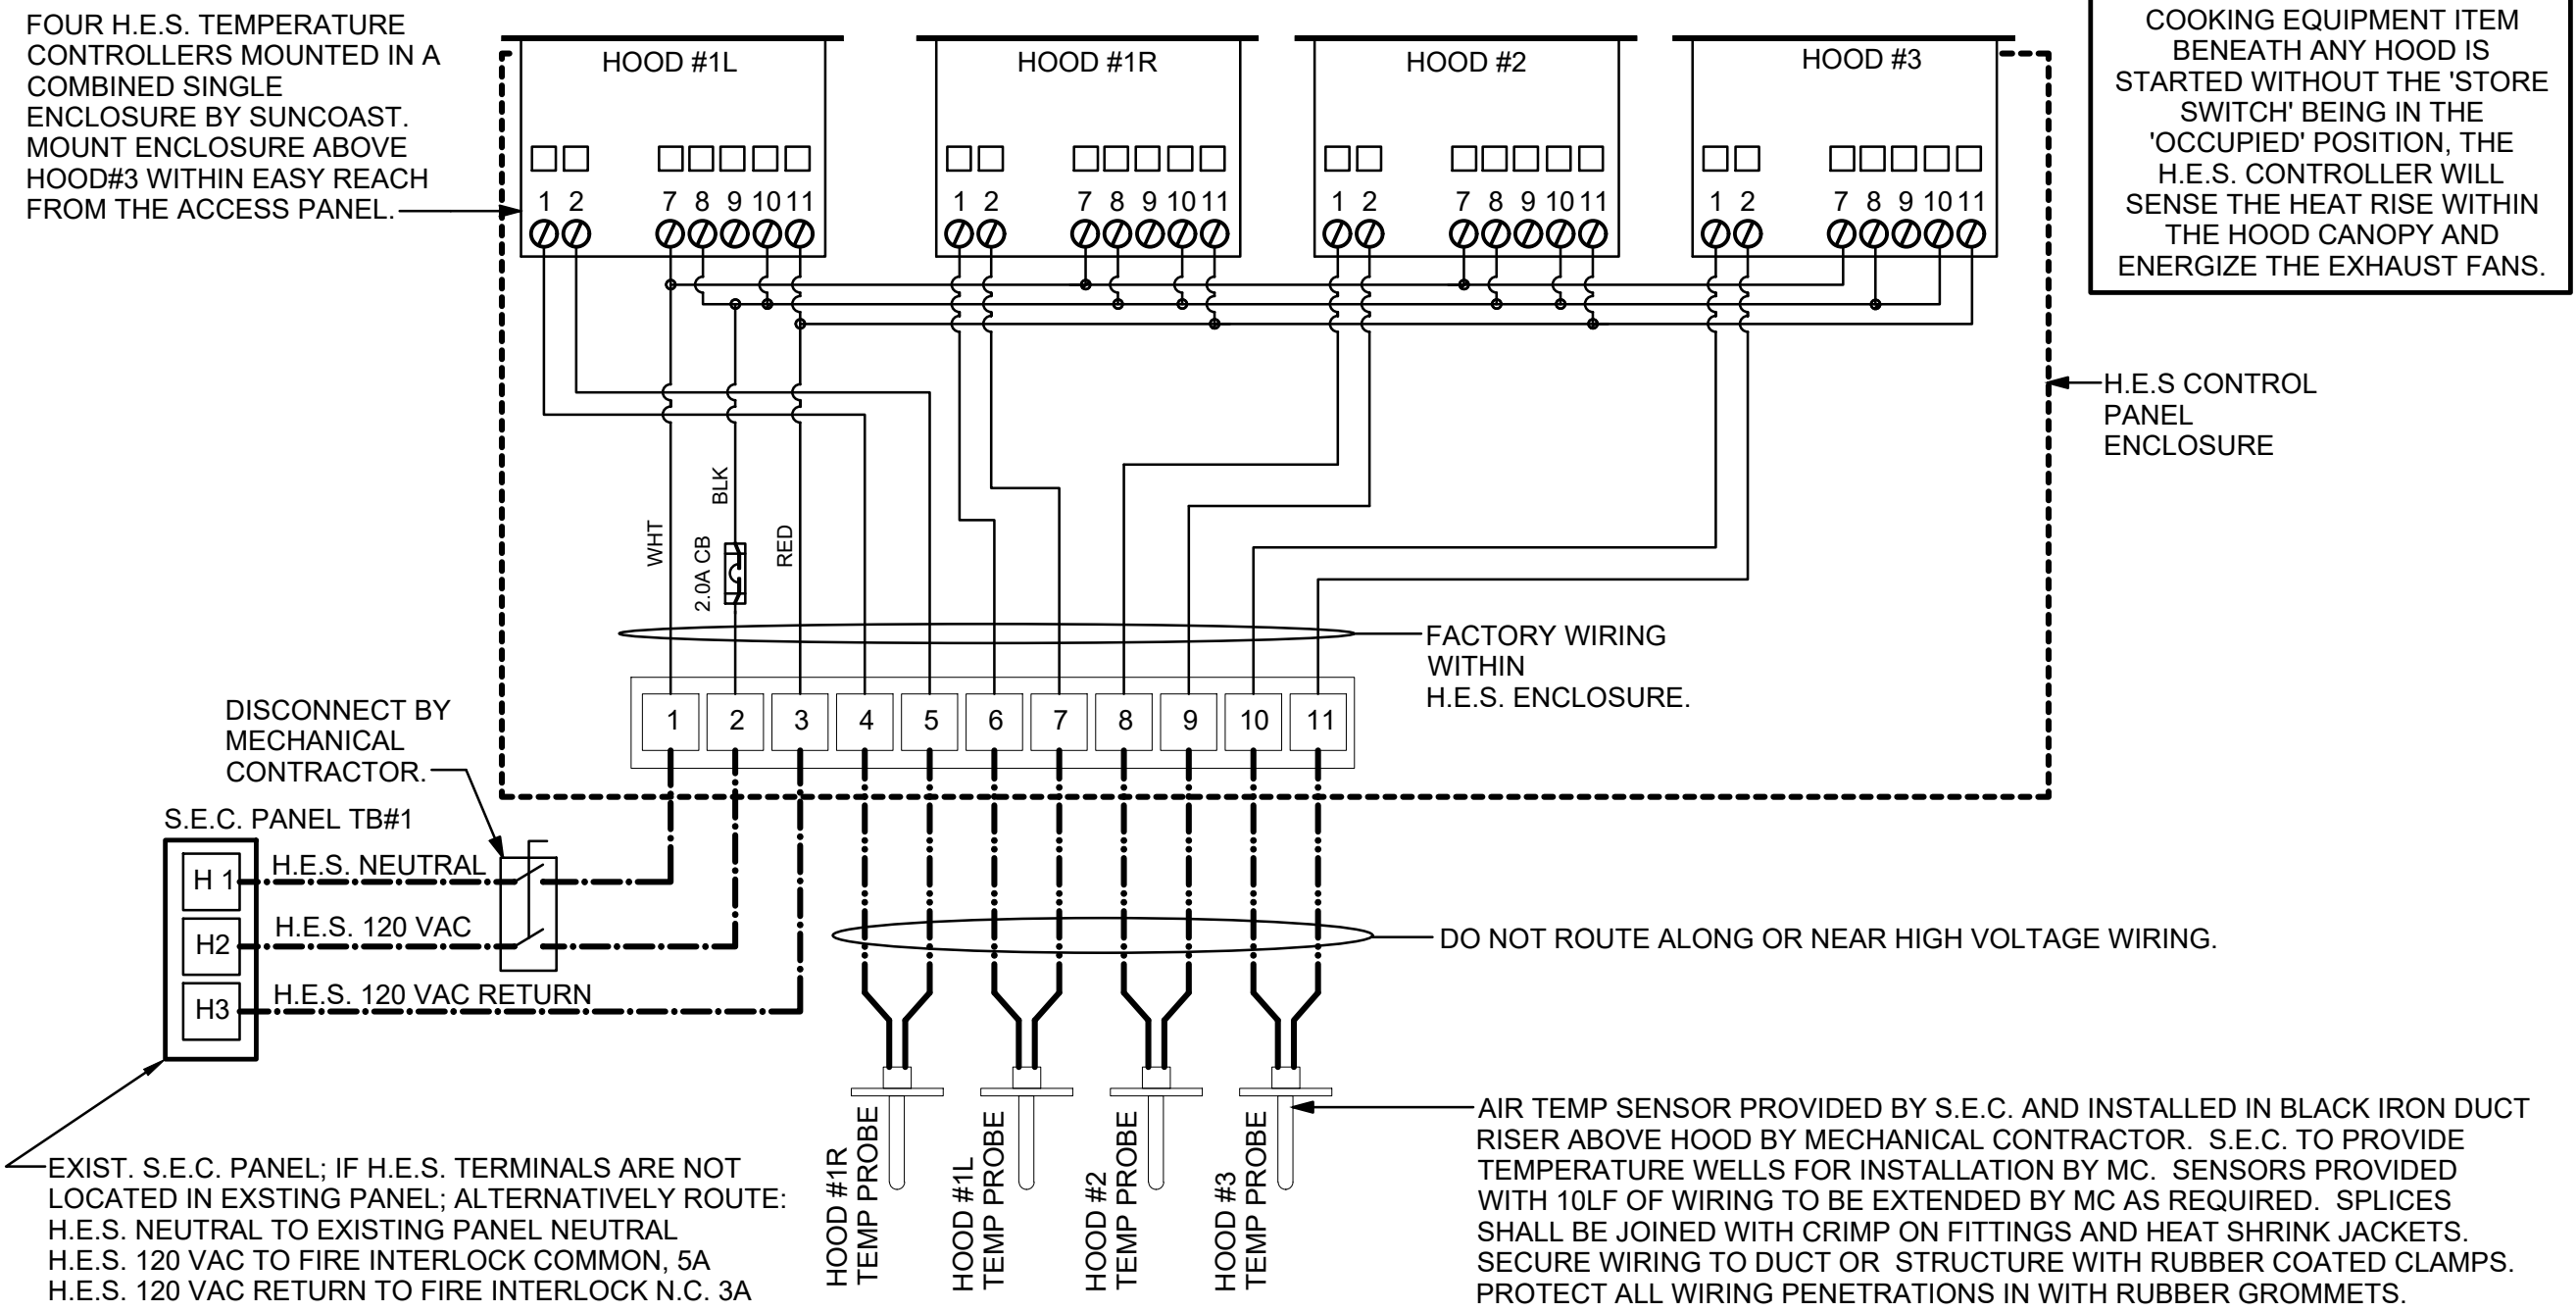 FOUR H.E.S. TEMPERATURE
CONTROLLERS MOUNTED IN A
COMBINED SINGLE
ENCLOSURE BY SUNCOAST.
MOUNT ENCLOSURE ABOVE
HOOD#3 WITHIN EASY REACH
FROM THE ACCESS PANEL.
HOOD #1L
1 2 7 8 9 10 11
HOOD #1R
1 2 7 8 9 10 11
HOOD #2
1 2 7 8 9 10 11
HOOD #3
1 2 7 8 9 10 11
COOKING EQUIPMENT ITEM
BENEATH ANY HOOD IS
STARTED WITHOUT THE 'STORE
SWITCH' BEING IN THE
'OCCUPIED' POSITION, THE
H.E.S. CONTROLLER WILL
SENSE THE HEAT RISE WITHIN
THE HOOD CANOPY AND
ENERGIZE THE EXHAUST FANS.
H.E.S CONTROL
PANEL
ENCLOSURE
WHT
BLK
2.0A CB
RED
FACTORY WIRING
WITHIN
H.E.S. ENCLOSURE.
1 2 3 4 5 6 7 8 9 10 11
DISCONNECT BY
MECHANICAL
CONTRACTOR.
S.E.C. PANEL TB#1
H 1
H.E.S. NEUTRAL
H2
H.E.S. 120 VAC
H3
H.E.S. 120 VAC RETURN
DO NOT ROUTE ALONG OR NEAR HIGH VOLTAGE WIRING.
HOOD #1R
TEMP PROBE
HOOD #1L
TEMP PROBE
HOOD #2
TEMP PROBE
HOOD #3
TEMP PROBE
AIR TEMP SENSOR PROVIDED BY S.E.C. AND INSTALLED IN BLACK IRON DUCT
RISER ABOVE HOOD BY MECHANICAL CONTRACTOR. S.E.C. TO PROVIDE
TEMPERATURE WELLS FOR INSTALLATION BY MC. SENSORS PROVIDED
WITH 10LF OF WIRING TO BE EXTENDED BY MC AS REQUIRED. SPLICES
SHALL BE JOINED WITH CRIMP ON FITTINGS AND HEAT SHRINK JACKETS.
SECURE WIRING TO DUCT OR STRUCTURE WITH RUBBER COATED CLAMPS.
PROTECT ALL WIRING PENETRATIONS IN WITH RUBBER GROMMETS.
EXIST. S.E.C. PANEL; IF H.E.S. TERMINALS ARE NOT
LOCATED IN EXSTING PANEL; ALTERNATIVELY ROUTE:
H.E.S. NEUTRAL TO EXISTING PANEL NEUTRAL
H.E.S. 120 VAC TO FIRE INTERLOCK COMMON, 5A
H.E.S. 120 VAC RETURN TO FIRE INTERLOCK N.C. 3A